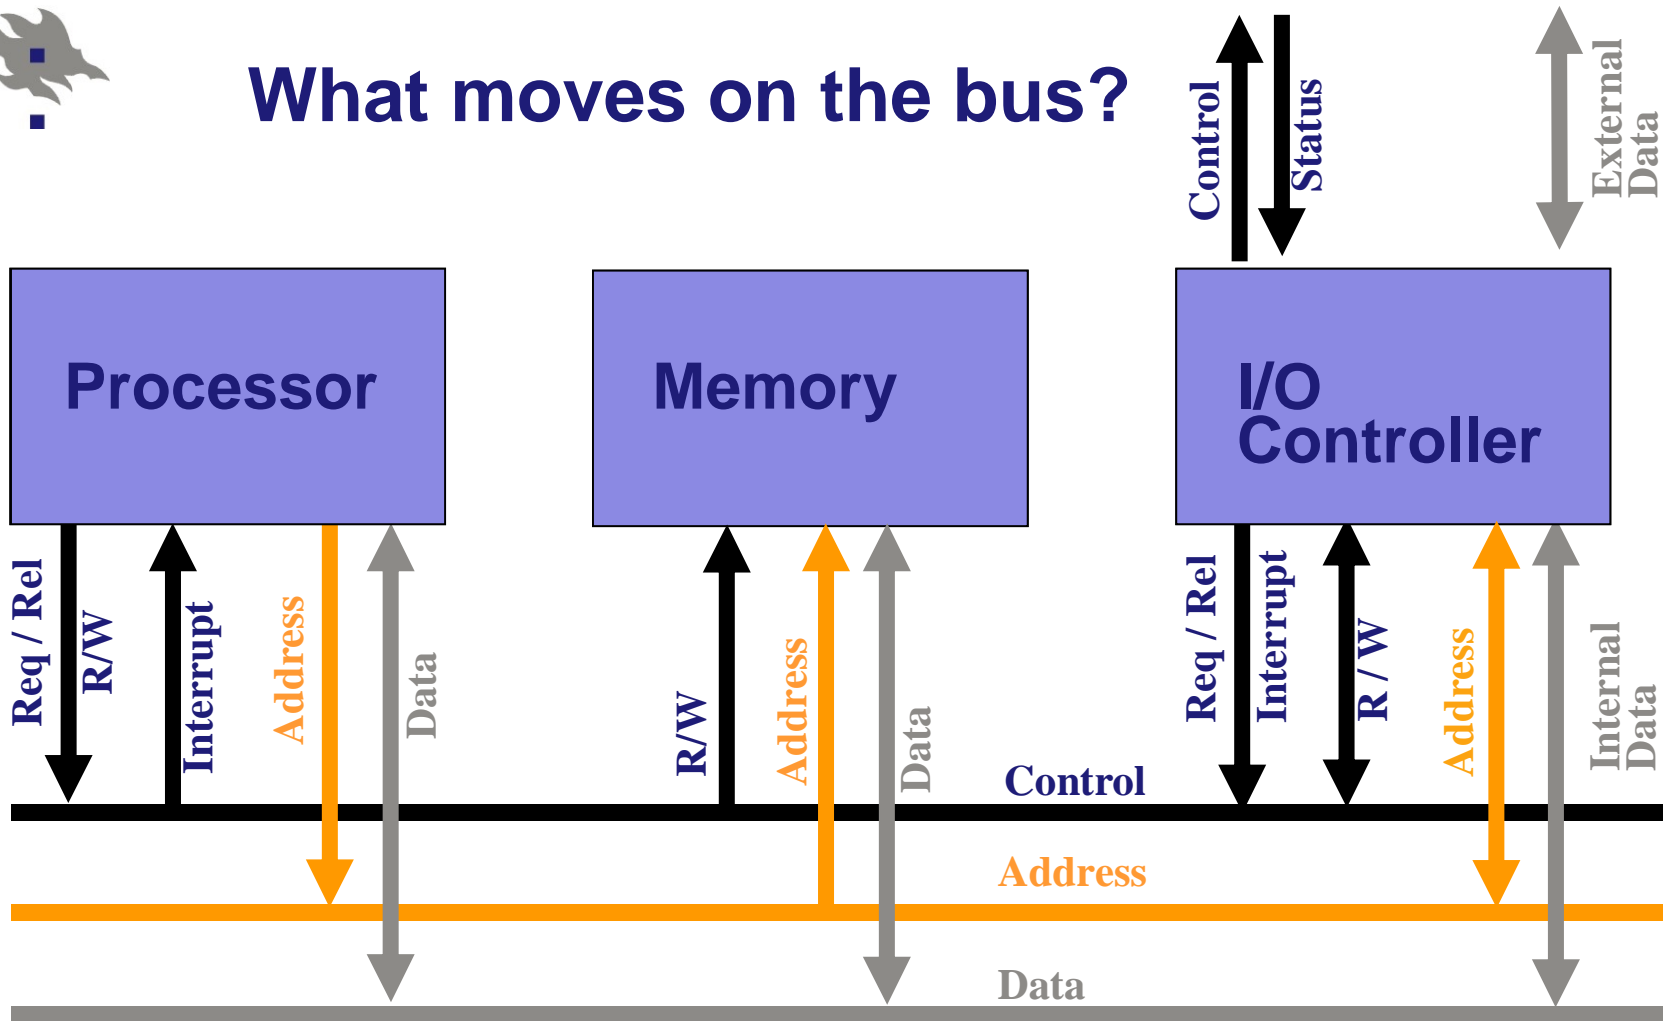 What moves on the bus?
Control
Status
External
Data
Processor
Memory
I/O
Controller
Req / Rel
R/W
Interrupt
Address
Data
R/W
Address
Data
Req / Rel
Interrupt
R / W
Address
Internal
Data
Control
Address
Data